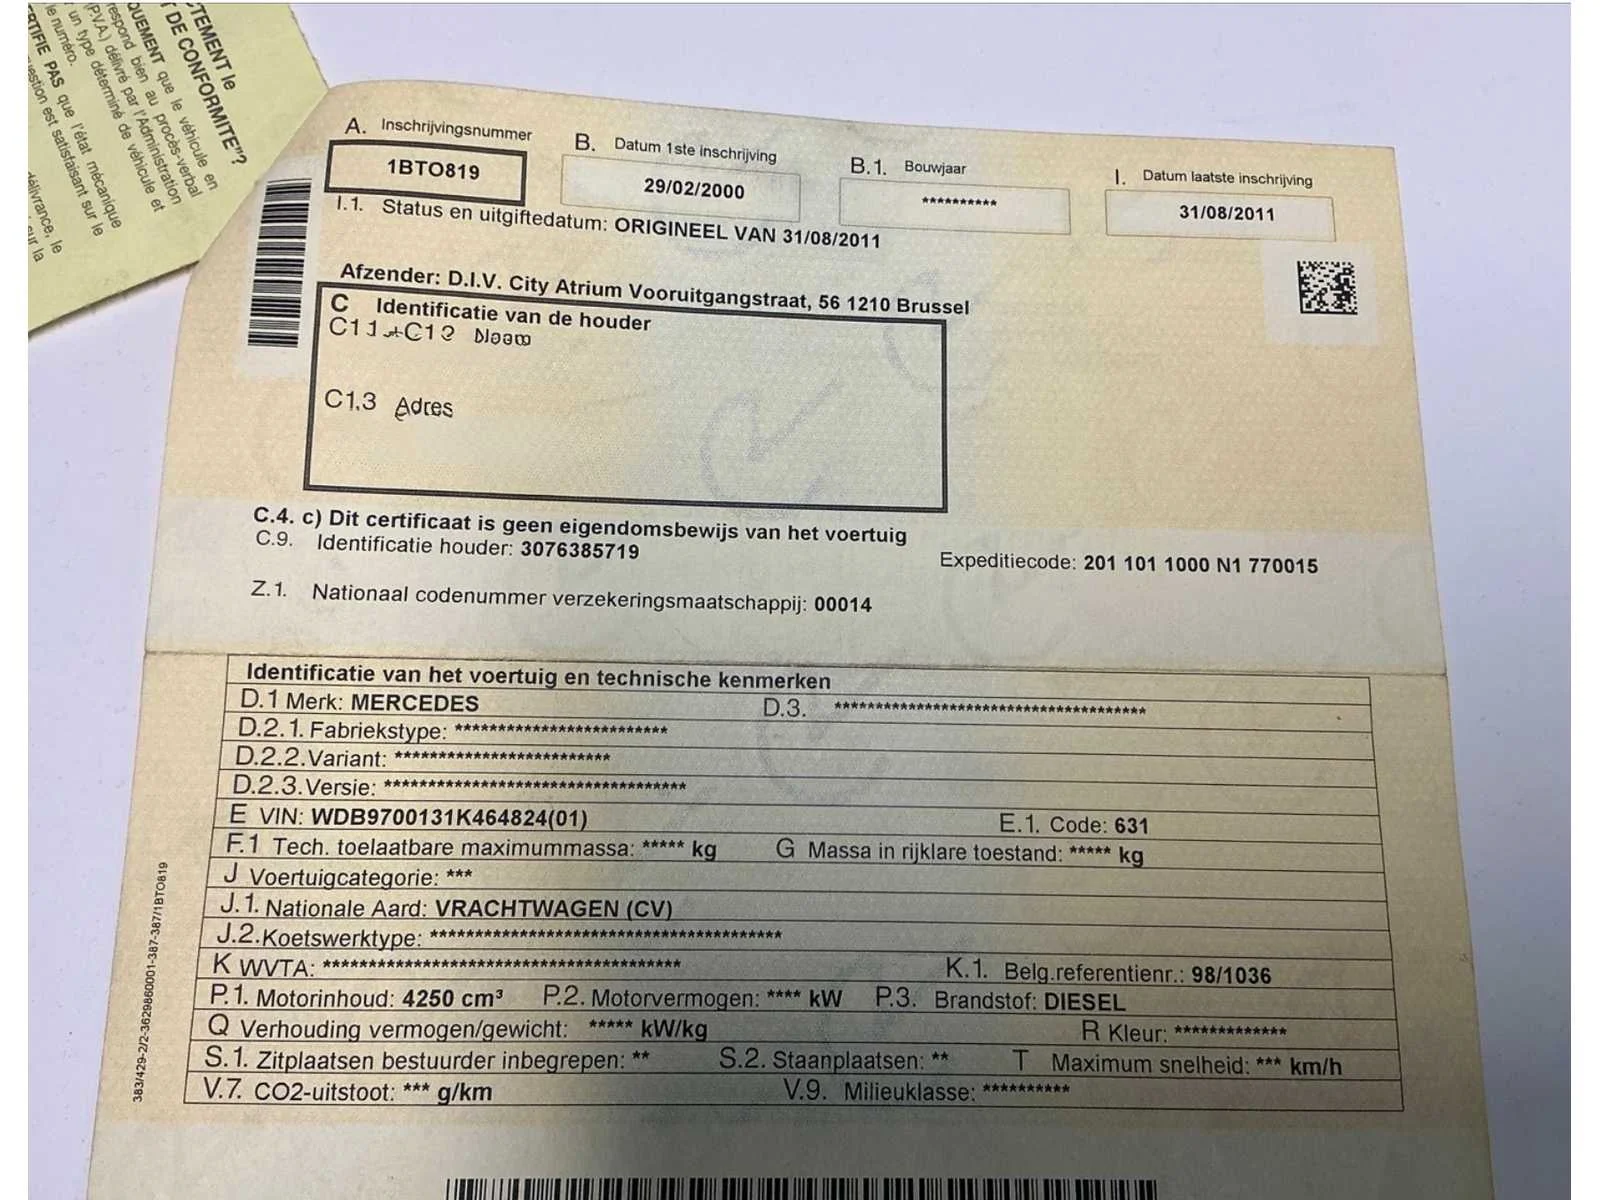 CTEMENT le
T DE CONFORMITE"?
QUEMENT que le véhicule en
respond bien au procès-verbal
(P.V.A.) délivré par l'Administration
un type déterminé de véhicule et
le numéro.
ERTIFIE PAS que l'état mécanique
uestion est satisfaisant sur le
délivrance, le
sur la
A. Inschrijvingsnummer
1BTO819
B. Datum 1ste inschrijving
29/02/2000
B.1. Bouwjaar
**********
I. Datum laatste inschrijving
31/08/2011
I.1. Status en uitgiftedatum: ORIGINEEL VAN 31/08/2011
Afzender: D.I.V. City Atrium Vooruitgangstraat, 56 1210 Brussel
C Identificatie van de houder
C1.3 Adres
C.4. c) Dit certificaat is geen eigendomsbewijs van het voertuig
C.9. Identificatie houder: 3076385719
Expeditiecode: 201 101 1000 N1 770015
Z.1. Nationaal codenummer verzekeringsmaatschappij: 00014
Identificatie van het voertuig en technische kenmerken
D.1 Merk: MERCEDES D.3. **************************************
D.2.1. Fabriekstype: **************************
D.2.2. Variant: **************************
D.2.3. Versie: *************************************
E VIN: WDB9700131K464824(01) E.1. Code: 631
F.1 Tech. toelaatbare maximummassa: ***** kg G Massa in rijklare toestand: ***** kg
J Voertuigcategorie: ***
J.1. Nationale Aard: VRACHTWAGEN (CV)
J.2. Koetswerktype: *******************************************
K WVTA: ******************************************** K.1. Belg.referentienr.: 98/1036
P.1. Motorinhoud: 4250 cm³ P.2. Motorvermogen: **** kW P.3. Brandstof: DIESEL
Q Verhouding vermogen/gewicht: ***** kW/kg R Kleur: *************
S.1. Zitplaatsen bestuurder inbegrepen: ** S.2. Staanplaatsen: ** T Maximum snelheid: *** km/h
V.7. CO2-uitstoot: *** g/km V.9. Milieuklasse: **********
383/429-2/2-3629860001-387-387/1BTO819